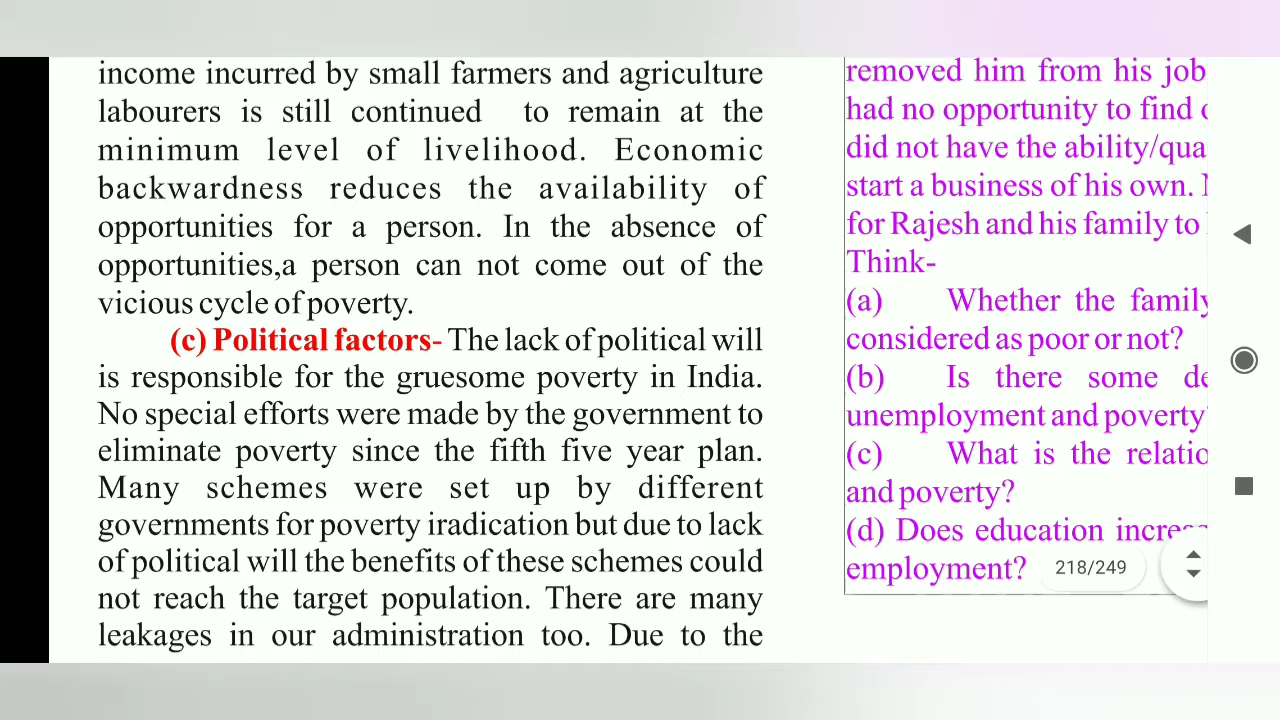 income incurred by small farmers and agriculture
labourers is still continued to remain at the
minimum level of livelihood. Economic
backwardness reduces the availability of
opportunities for a person. In the absence of
opportunities,a person can not come out of the
vicious cycle of poverty.
(c) Political factors- The lack of political will
is responsible for the gruesome poverty in India.
No special efforts were made by the government to
eliminate poverty since the fifth five year plan.
Many schemes were set up by different
governments for poverty iradication but due to lack
of political will the benefits of these schemes could
not reach the target population. There are many
leakages in our administration too. Due to the
removed him from his job
had no opportunity to find
did not have the ability/qua
start a business of his own.
for Rajesh and his family to
Think-
(a) Whether the family
considered as poor or not?
(b) Is there some de
unemployment and poverty?
(c) What is the relatio
and poverty?
(d) Does education increas
employment?
218/249